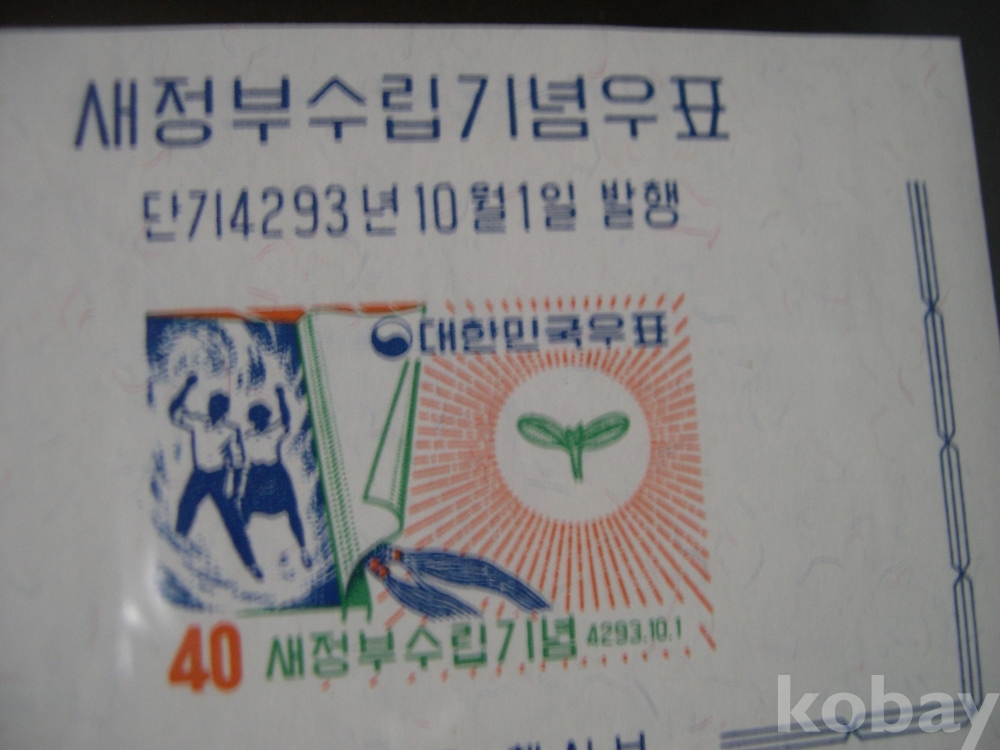 새정부수립기념우표
단기4293년10월1일 발행
대한민국우표
40 새정부수립기념 4293.10.1
kobay